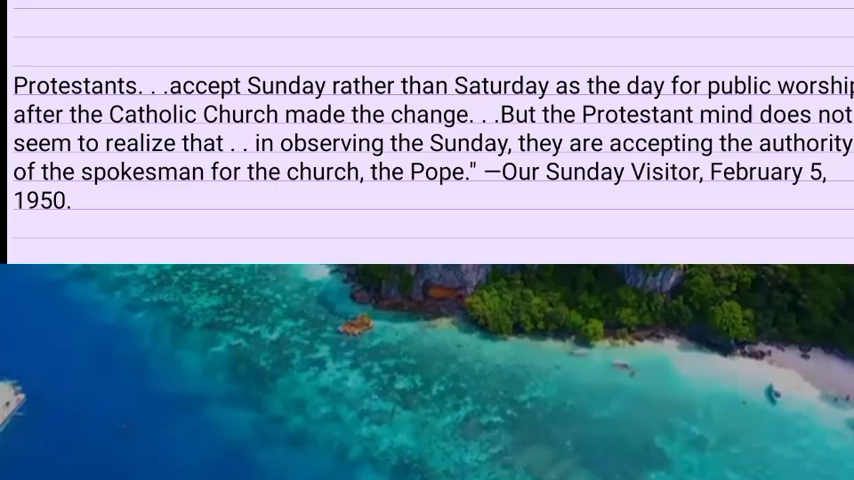 Protestants. . .accept Sunday rather than Saturday as the day for public worship
after the Catholic Church made the change. . .But the Protestant mind does not
seem to realize that . . in observing the Sunday, they are accepting the authority
of the spokesman for the church, the Pope." —Our Sunday Visitor, February 5,
1950.